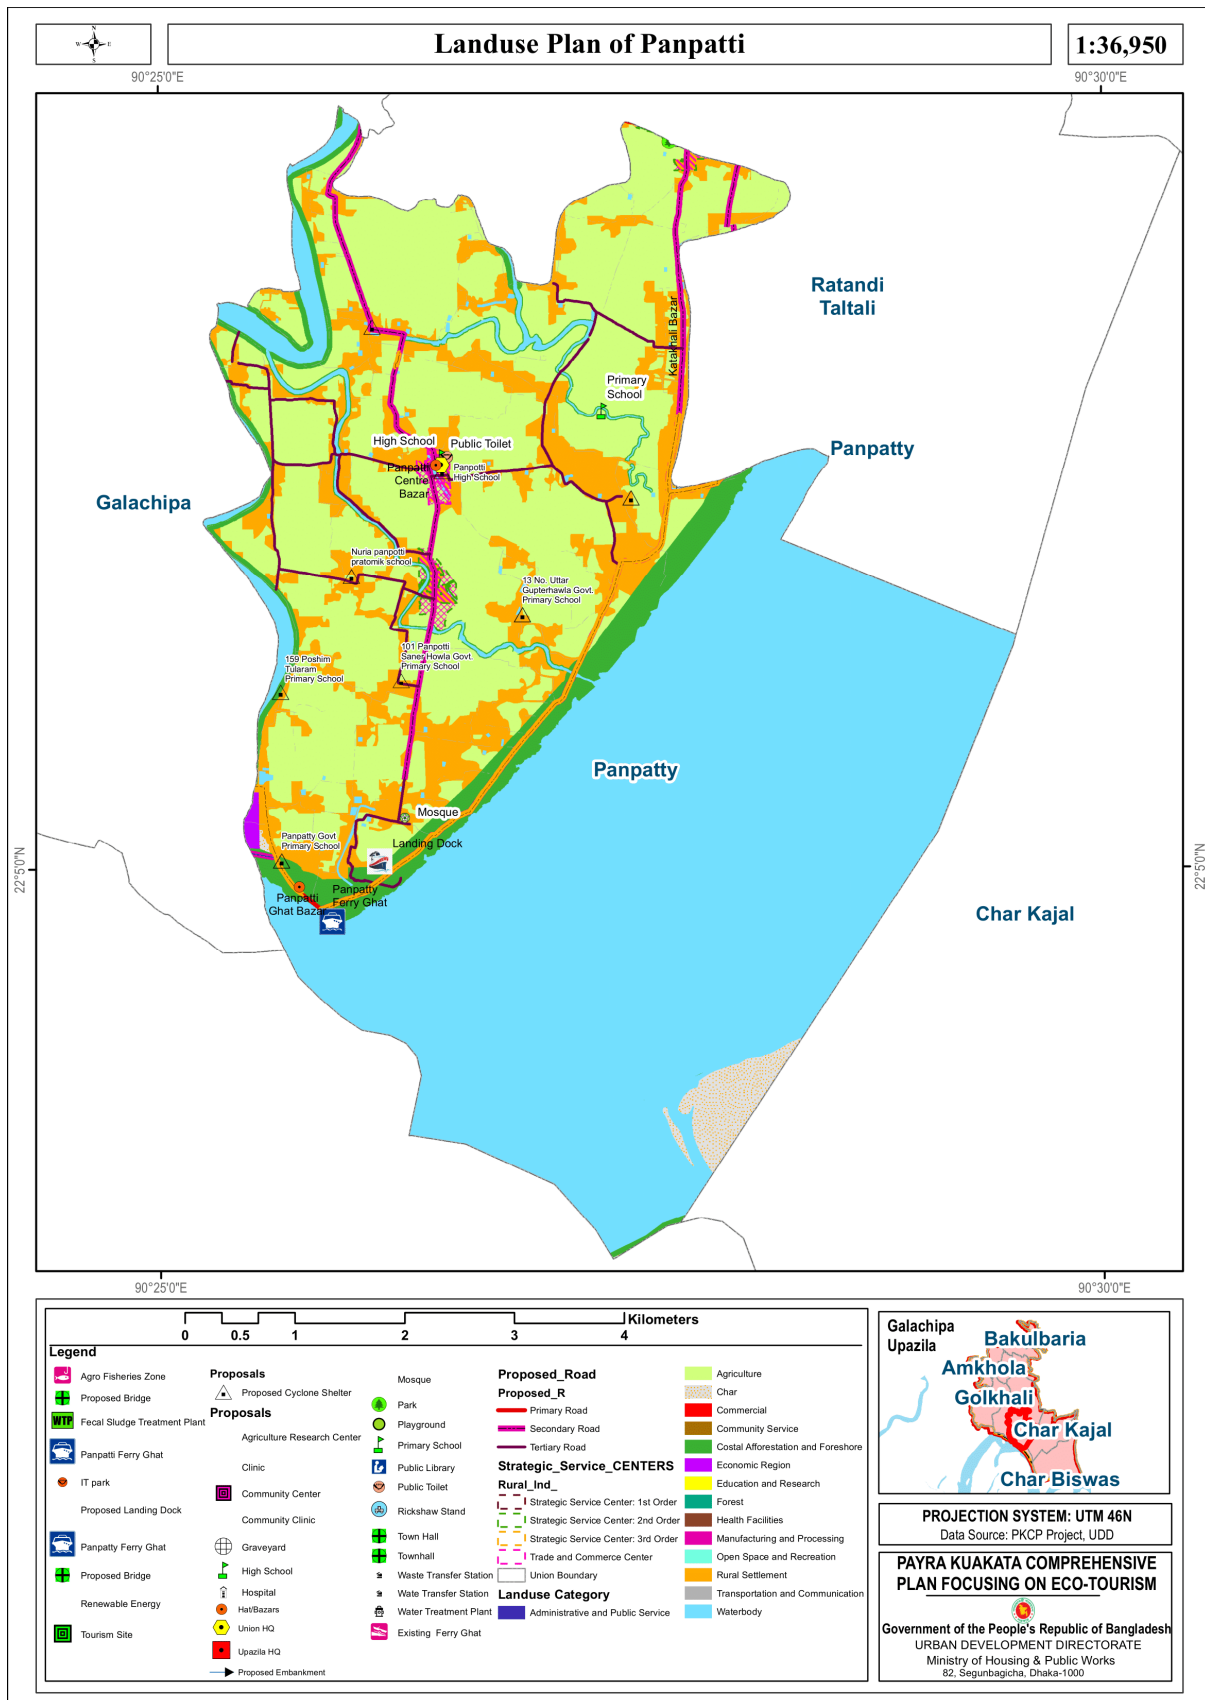 N
W
E
S
Landuse Plan of Panpatti
1:36,950
90°25'0"E
90°30'0"E
Ratandi
Taltali
Katakhali Bazar
Primary
School
High School
Public Toilet
Panpatti
Centre
Bazar
Panpotti
High School
Panpatty
Galachipa
Nuria panpotti
pratomik school
13 No. Uttar
Gupterhawla Govt.
Primary School
101 Panpotti
Saner Howla Govt.
Primary School
159 Poshim
Tularam
Primary School
Panpatty
Mosque
Panpatty Govt
Primary School
Landing Dock
Panpatty
Ferry Ghat
Panpatti
Ghat Bazar
Char Kajal
22°5'0"N
22°5'0"N
90°25'0"E
90°30'0"E
Kilometers
0 0.5 1 2 3 4
Legend
Agro Fisheries Zone
Proposed Bridge
WTP
Fecal Sludge Treatment Plant
Panpatti Ferry Ghat
IT park
Proposed Landing Dock
Panpatty Ferry Ghat
Proposed Bridge
Renewable Energy
Tourism Site
Proposals
Proposed Cyclone Shelter
Proposals
Agriculture Research Center
Clinic
Community Center
Community Clinic
Graveyard
High School
Hospital
Hat/Bazars
Union HQ
Upazila HQ
Proposed Embankment
Mosque
Park
Playground
Primary School
Public Library
Public Toilet
Rickshaw Stand
Town Hall
Townhall
Waste Transfer Station
Wate Transfer Station
Water Treatment Plant
Existing Ferry Ghat
Proposed_Road
Proposed_R
Primary Road
Secondary Road
Tertiary Road
Strategic_Service_CENTERS
Rural_Ind_
Strategic Service Center: 1st Order
Strategic Service Center: 2nd Order
Strategic Service Center: 3rd Order
Trade and Commerce Center
Union Boundary
Landuse Category
Administrative and Public Service
Agriculture
Char
Commercial
Community Service
Costal Afforestation and Foreshore
Economic Region
Education and Research
Forest
Health Facilities
Manufacturing and Processing
Open Space and Recreation
Rural Settlement
Transportation and Communication
Waterbody
Galachipa
Upazila
Bakulbaria
Amkhola
Golkhali
Char Kajal
Char Biswas
PROJECTION SYSTEM: UTM 46N
Data Source: PKCP Project, UDD
PAYRA KUAKATA COMPREHENSIVE
PLAN FOCUSING ON ECO-TOURISM
Government of the People's Republic of Bangladesh
URBAN DEVELOPMENT DIRECTORATE
Ministry of Housing & Public Works
82, Segunbagicha, Dhaka-1000